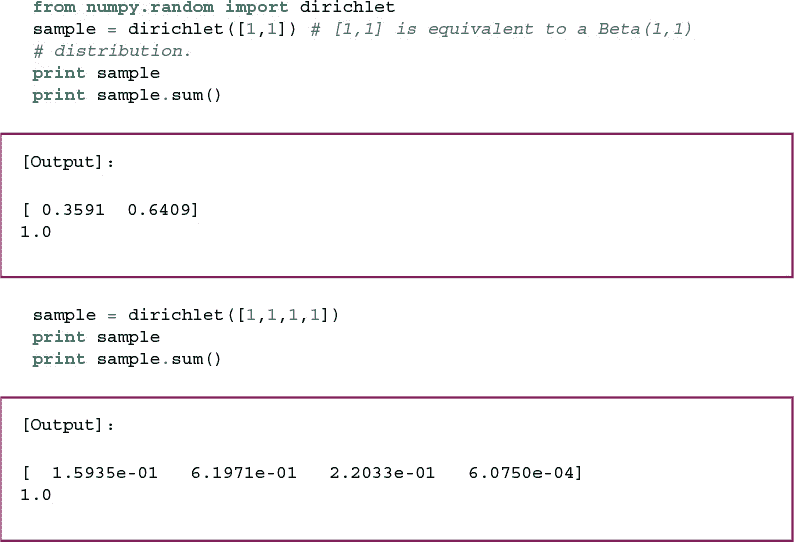 from numpy.random import dirichlet
sample = dirichlet([1,1]) # [1,1] is equivalent to a Beta(1,1)
# distribution.
print sample
print sample.sum()
[Output]:
[ 0.3591  0.6409]
1.0
sample = dirichlet([1,1,1,1])
print sample
print sample.sum()
[Output]:
[  1.5935e-01   6.1971e-01   2.2033e-01   6.0750e-04]
1.0